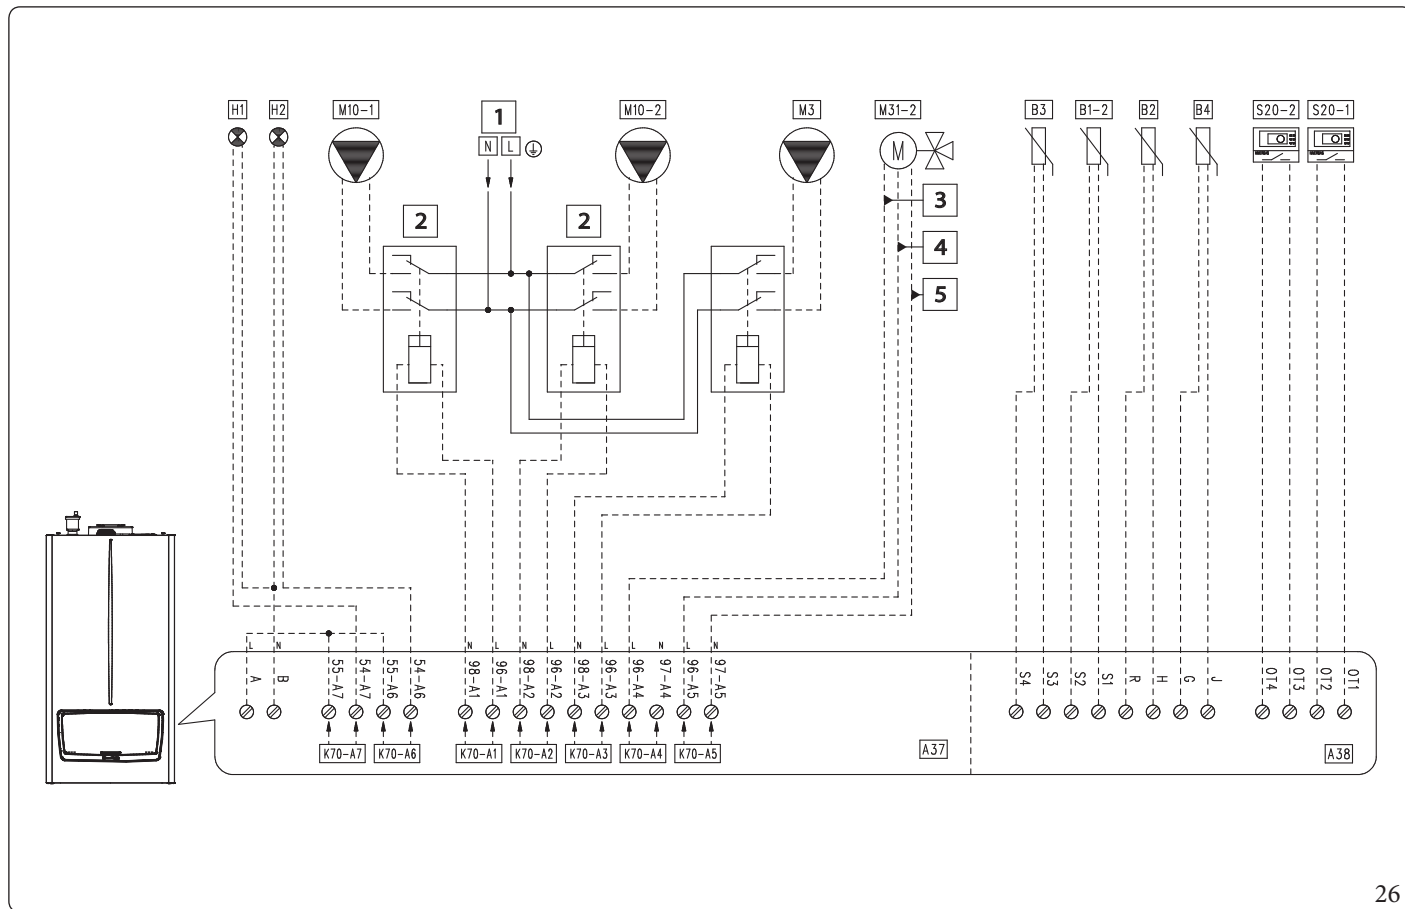 H1 H2 M10-1 1 M10-2 M3 M31-2 B3 B1-2 B2 B4 S20-2 S20-1
N L
M
2 2 3
4
5
L N N L N L N L L N L N
A B 55-A7 54-A7 55-A6 54-A6 98-A1 96-A1 98-A2 96-A2 98-A3 96-A3 96-A4 97-A4 96-A5 97-A5 S4 S3 S2 S1 R H G J OT4 OT3 OT2 OT1
K70-A7 K70-A6 K70-A1 K70-A2 K70-A3 K70-A4 K70-A5 A37 A38
26